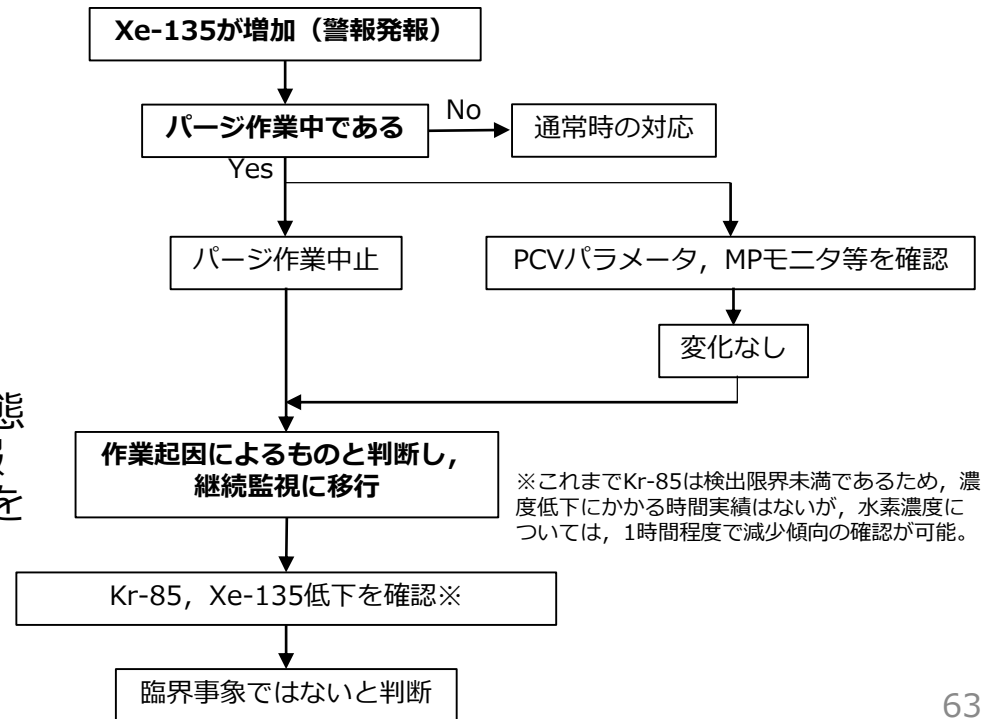 Xe-135が増加（警報発報）
パージ作業中である
No
通常時の対応
Yes
パージ作業中止
PCVパラメータ，MPモニタ等を確認
変化なし
態
を
作業起因によるものと判断し，
継続監視に移行
※これまでKr-85は検出限界未満であるため，濃
度低下にかかる時間実績はないが，水素濃度に
ついては，1時間程度で減少傾向の確認が可能。
Kr-85，Xe-135低下を確認※
臨界事象ではないと判断
63